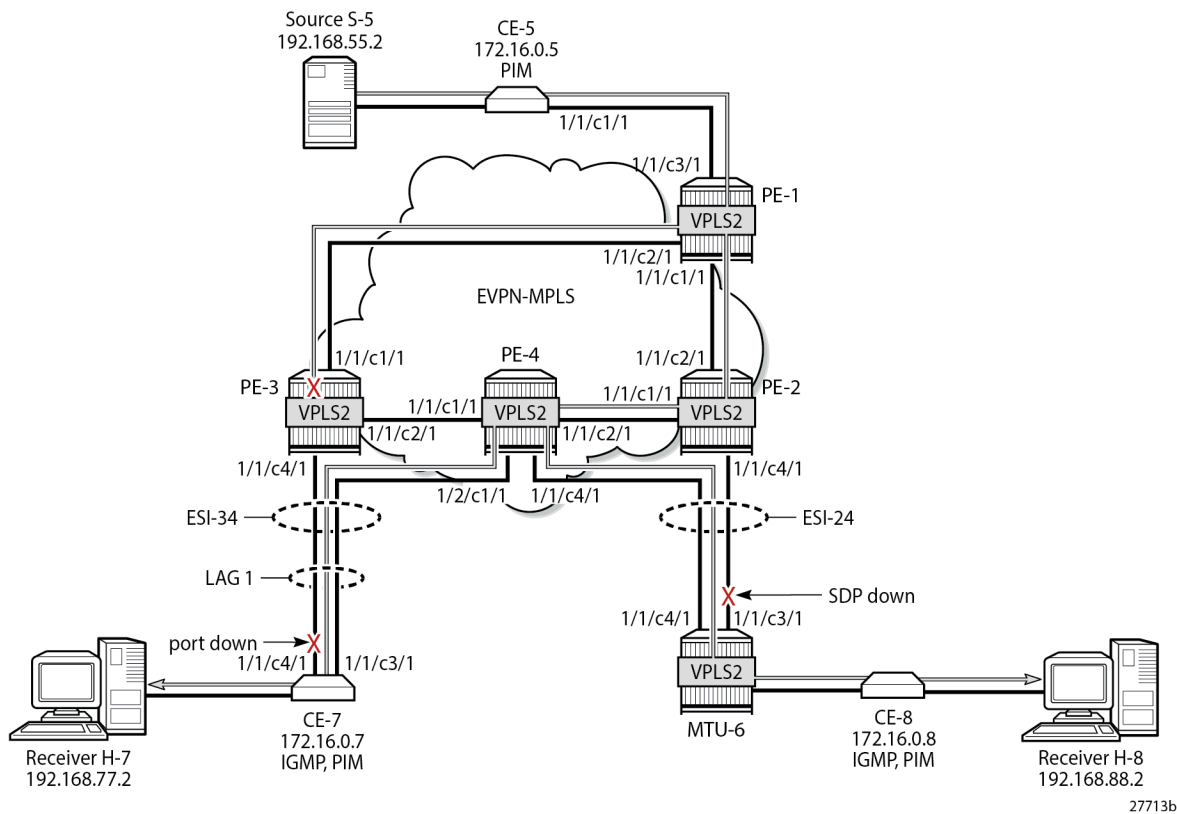 Source S-5
192.168.55.2
CE-5
172.16.0.5
PIM
1/1/c1/1
1/1/c3/1
PE-1
VPLS2
1/1/c2/1
1/1/c1/1
EVPN-MPLS
1/1/c1/1
PE-4
1/1/c2/1
PE-3
X
1/1/c1/1
PE-2
VPLS2
1/1/c1/1
VPLS2
VPLS2
1/1/c2/1
1/1/c2/1
1/1/c4/1
1/2/c1/1
1/1/c4/1
1/1/c4/1
ESI-34
ESI-24
LAG 1
X
SDP down
port down
X
1/1/c4/1
1/1/c3/1
1/1/c4/1
1/1/c3/1
VPLS2
MTU-6
CE-7
172.16.0.7
IGMP, PIM
CE-8
172.16.0.8
IGMP, PIM
Receiver H-7
192.168.77.2
Receiver H-8
192.168.88.2
27713b